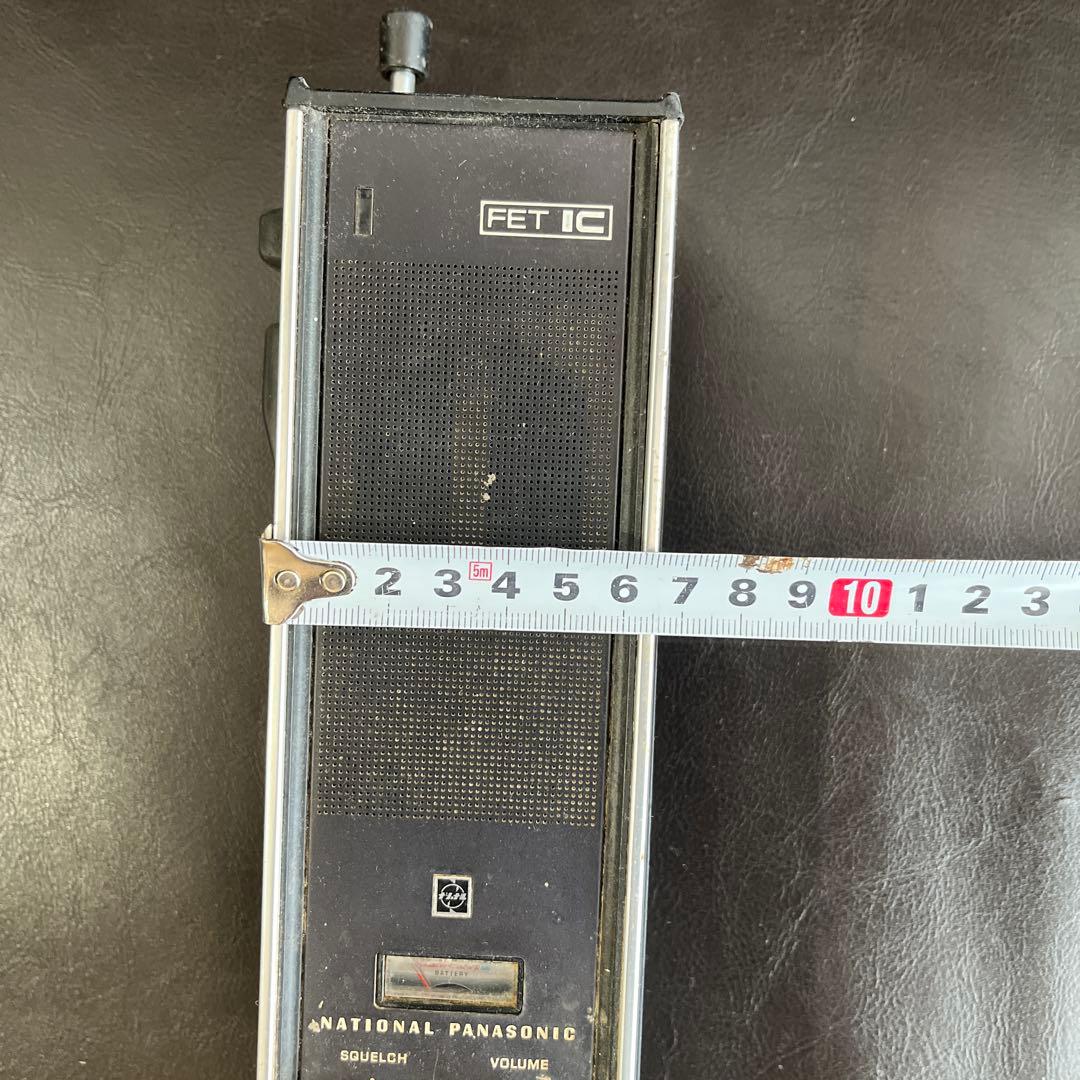 FET IC
5m
2 3 4 5 6 7 8 9 10 1 2 3
BATTERY
NATIONAL PANASONIC
SQUELCH VOLUME